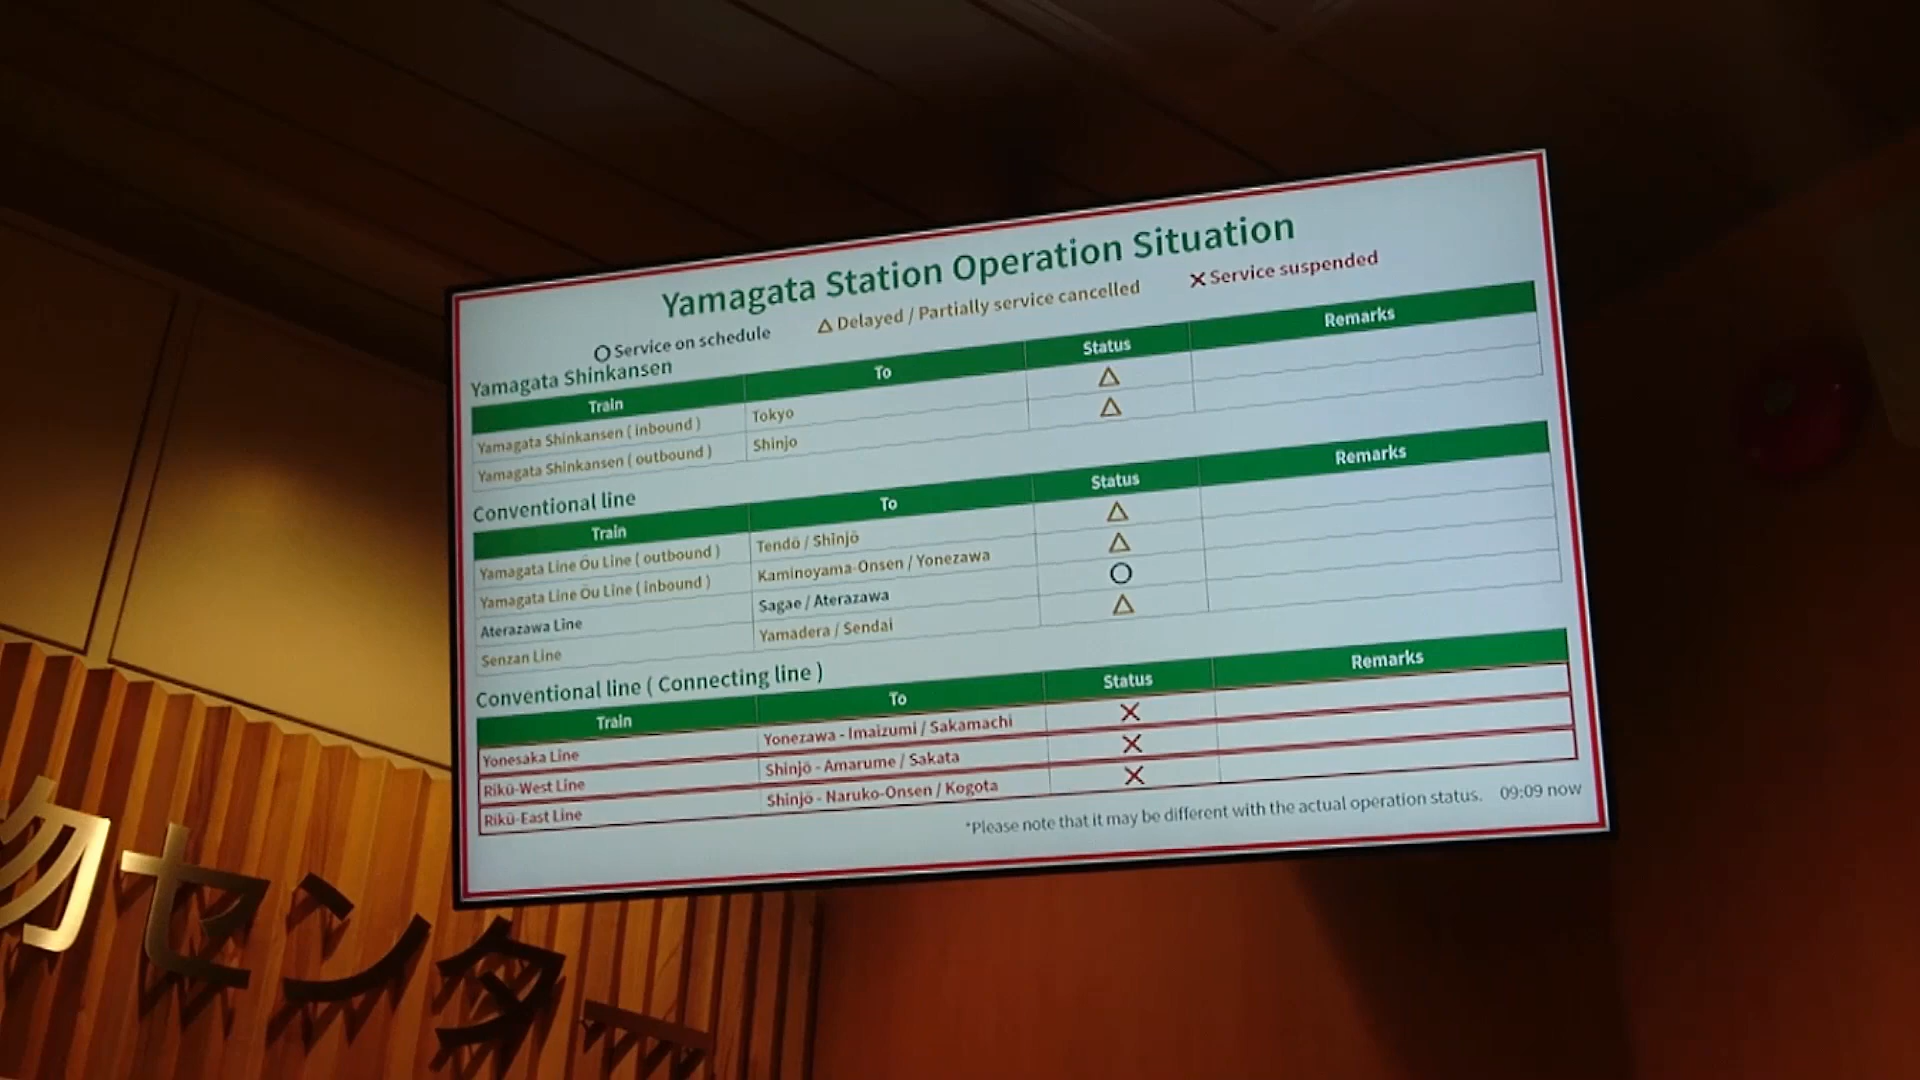 Yamagata Station Operation Situation
○ Service on schedule △ Delayed / Partially service cancelled ✕ Service suspended
Yamagata Shinkansen
Train To Status Remarks
Yamagata Shinkansen ( inbound ) Tokyo △
Yamagata Shinkansen ( outbound ) Shinjo △
Conventional line
Train To Status Remarks
Yamagata Line Ōu Line ( outbound ) Tendō / Shinjō △
Yamagata Line Ōu Line ( inbound ) Kaminoyama-Onsen / Yonezawa △
Aterazawa Line Sagae / Aterazawa ○
Senzan Line Yamadera / Sendai △
Conventional line ( Connecting line )
Train To Status Remarks
Yonesaka Line Yonezawa - Imaizumi / Sakamachi ✕
Rikū-West Line Shinjō - Amarume / Sakata ✕
Rikū-East Line Shinjō - Naruko-Onsen / Kogota ✕
*Please note that it may be different with the actual operation status. 09:09 now
物センター